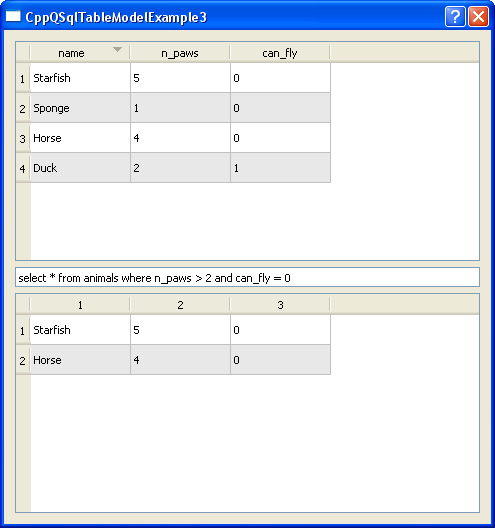 CppQSqlTableModelExample3
name n_paws can_fly
1 Starfish 5 0
2 Sponge 1 0
3 Horse 4 0
4 Duck 2 1
select * from animals where n_paws > 2 and can_fly = 0
1 2 3
1 Starfish 5 0
2 Horse 4 0